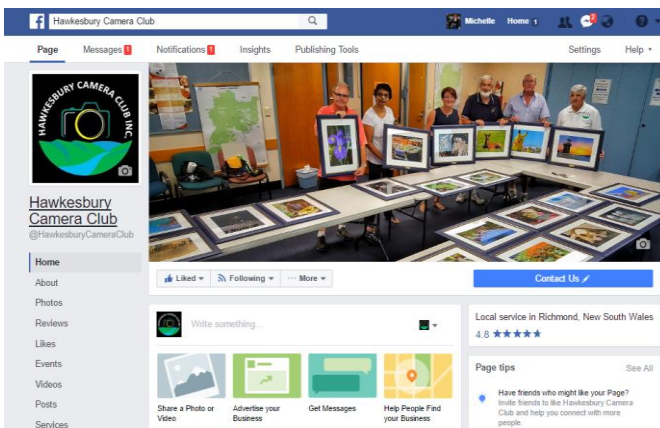 Hawkesbury Camera Club
Michelle Home 1
2
Page Messages 1 Notifications 1 Insights Publishing Tools Settings Help
HAWKESBURY CAMERA CLUB INC.
Hawkesbury
Camera Club
@HawkesburyCameraClub
Home
About
Photos
Reviews
Likes
Events
Videos
Posts
Services
Liked Following More Contact Us
Write something...
Share a Photo or
Video
Advertise your
Business
Get Messages
Help People Find
your Business
Local service in Richmond, New South Wales
4.8 ★★★★★
Page tips See All
Have friends who might like your Page?
Invite friends to like Hawkesbury Camera
Club and help you connect with more
people.